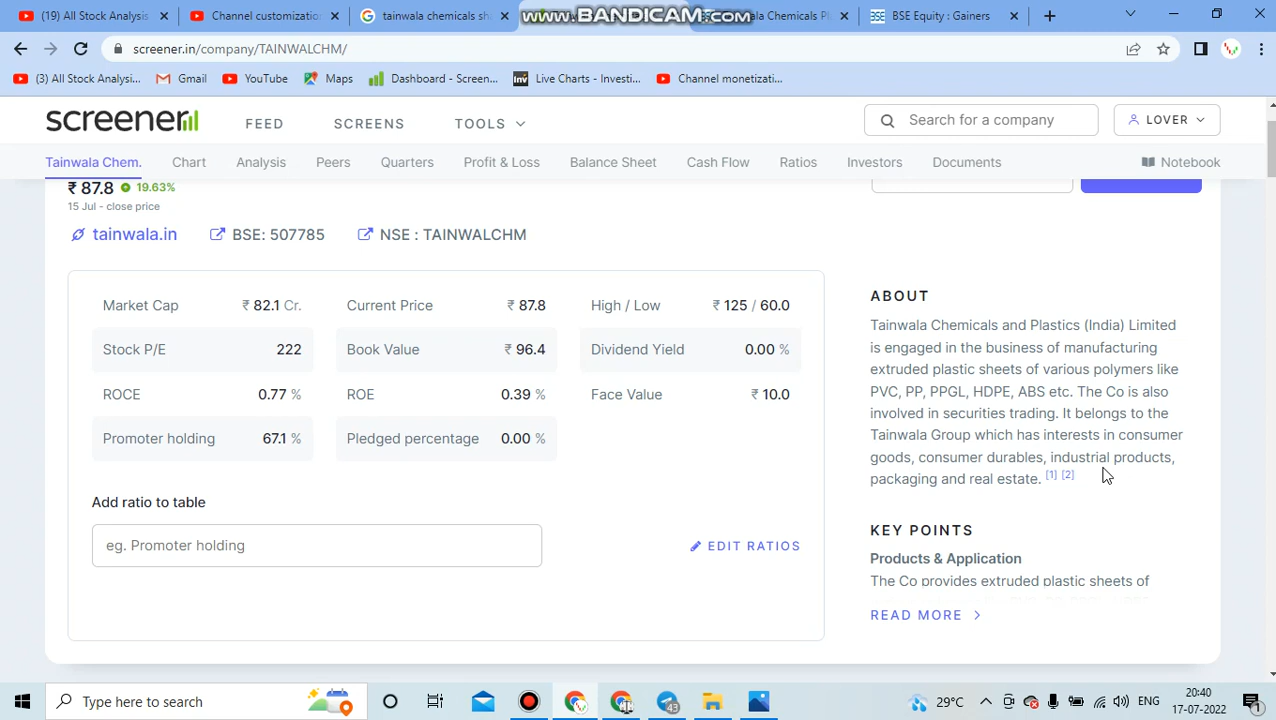 (15) All Stock Analysis
Channel customization
tainwala chemicals sh
www.BANDICAM.com
ala Chemicals Pl
BSE Equity : Gainers
screener.in/company/TAINWALCHM/
(3) All Stock Analysi...
Gmail
YouTube
Maps
Dashboard - Screen...
Live Charts - Investi...
Channel monetizati...
screener
FEED
SCREENS
TOOLS
Search for a company
LOVER
Tainwala Chem.
Chart
Analysis
Peers
Quarters
Profit & Loss
Balance Sheet
Cash Flow
Ratios
Investors
Documents
Notebook
₹ 87.8 19.63%
15 Jul - close price
tainwala.in
BSE: 507785
NSE : TAINWALCHM
Market Cap ₹ 82.1 Cr.
Current Price ₹ 87.8
High / Low ₹ 125 / 60.0
Stock P/E 222
Book Value ₹ 96.4
Dividend Yield 0.00 %
ROCE 0.77 %
ROE 0.39 %
Face Value ₹ 10.0
Promoter holding 67.1 %
Pledged percentage 0.00 %
Add ratio to table
eg. Promoter holding
EDIT RATIOS
ABOUT
Tainwala Chemicals and Plastics (India) Limited
is engaged in the business of manufacturing
extruded plastic sheets of various polymers like
PVC, PP, PPGL, HDPE, ABS etc. The Co is also
involved in securities trading. It belongs to the
Tainwala Group which has interests in consumer
goods, consumer durables, industrial products,
packaging and real estate. [1] [2]
KEY POINTS
Products & Application
The Co provides extruded plastic sheets of
READ MORE
Type here to search
43
29°C
ENG
20:40
17-07-2022
1